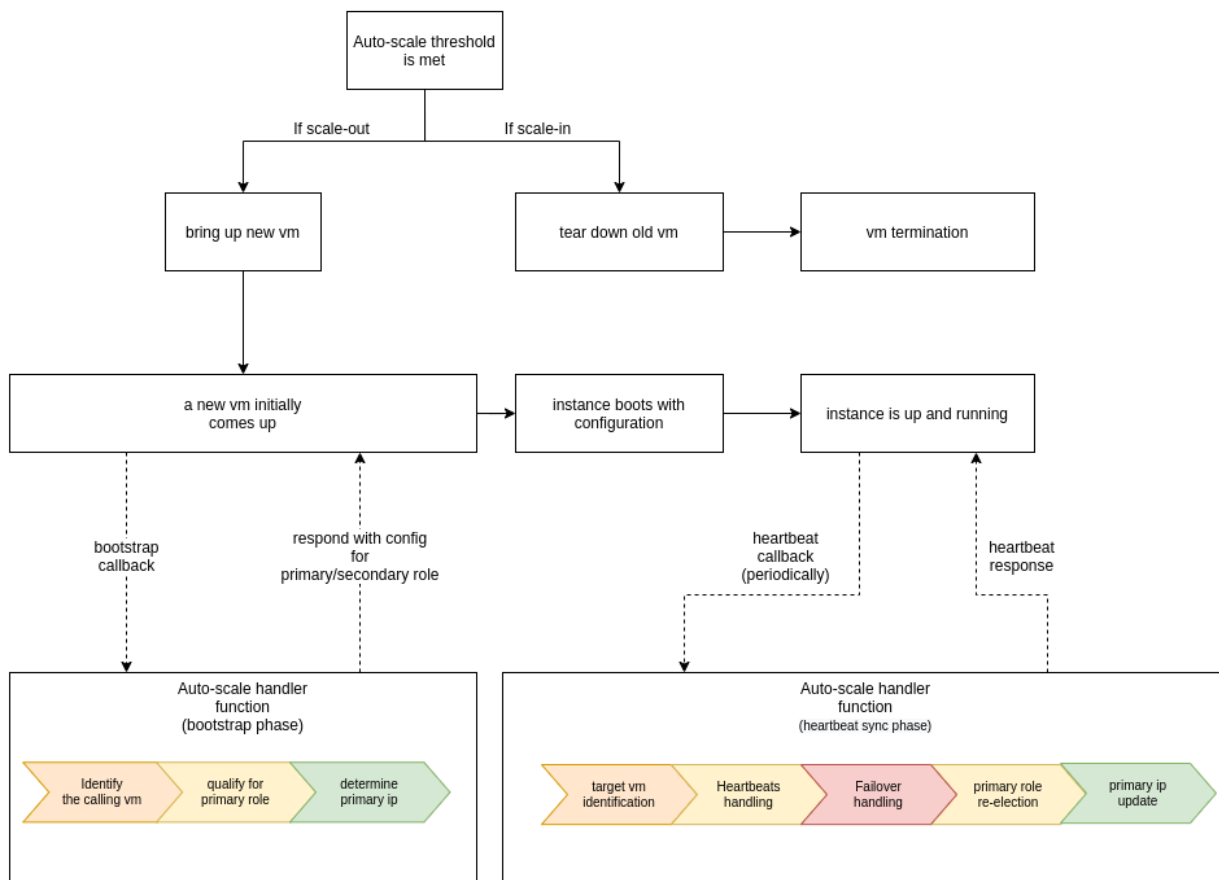 Auto-scale threshold
is met
If scale-out
If scale-in
bring up new vm
tear down old vm
vm termination
a new vm initially
comes up
instance boots with
configuration
instance is up and running
bootstrap
callback
respond with config
for
primary/secondary role
heartbeat
callback
(periodically)
heartbeat
response
Auto-scale handler
function
(bootstrap phase)
Identify
the calling vm
qualify for
primary role
determine
primary ip
Auto-scale handler
function
(heartbeat sync phase)
target vm
identification
Heartbeats
handling
Failover
handling
primary role
re-election
primary ip
update